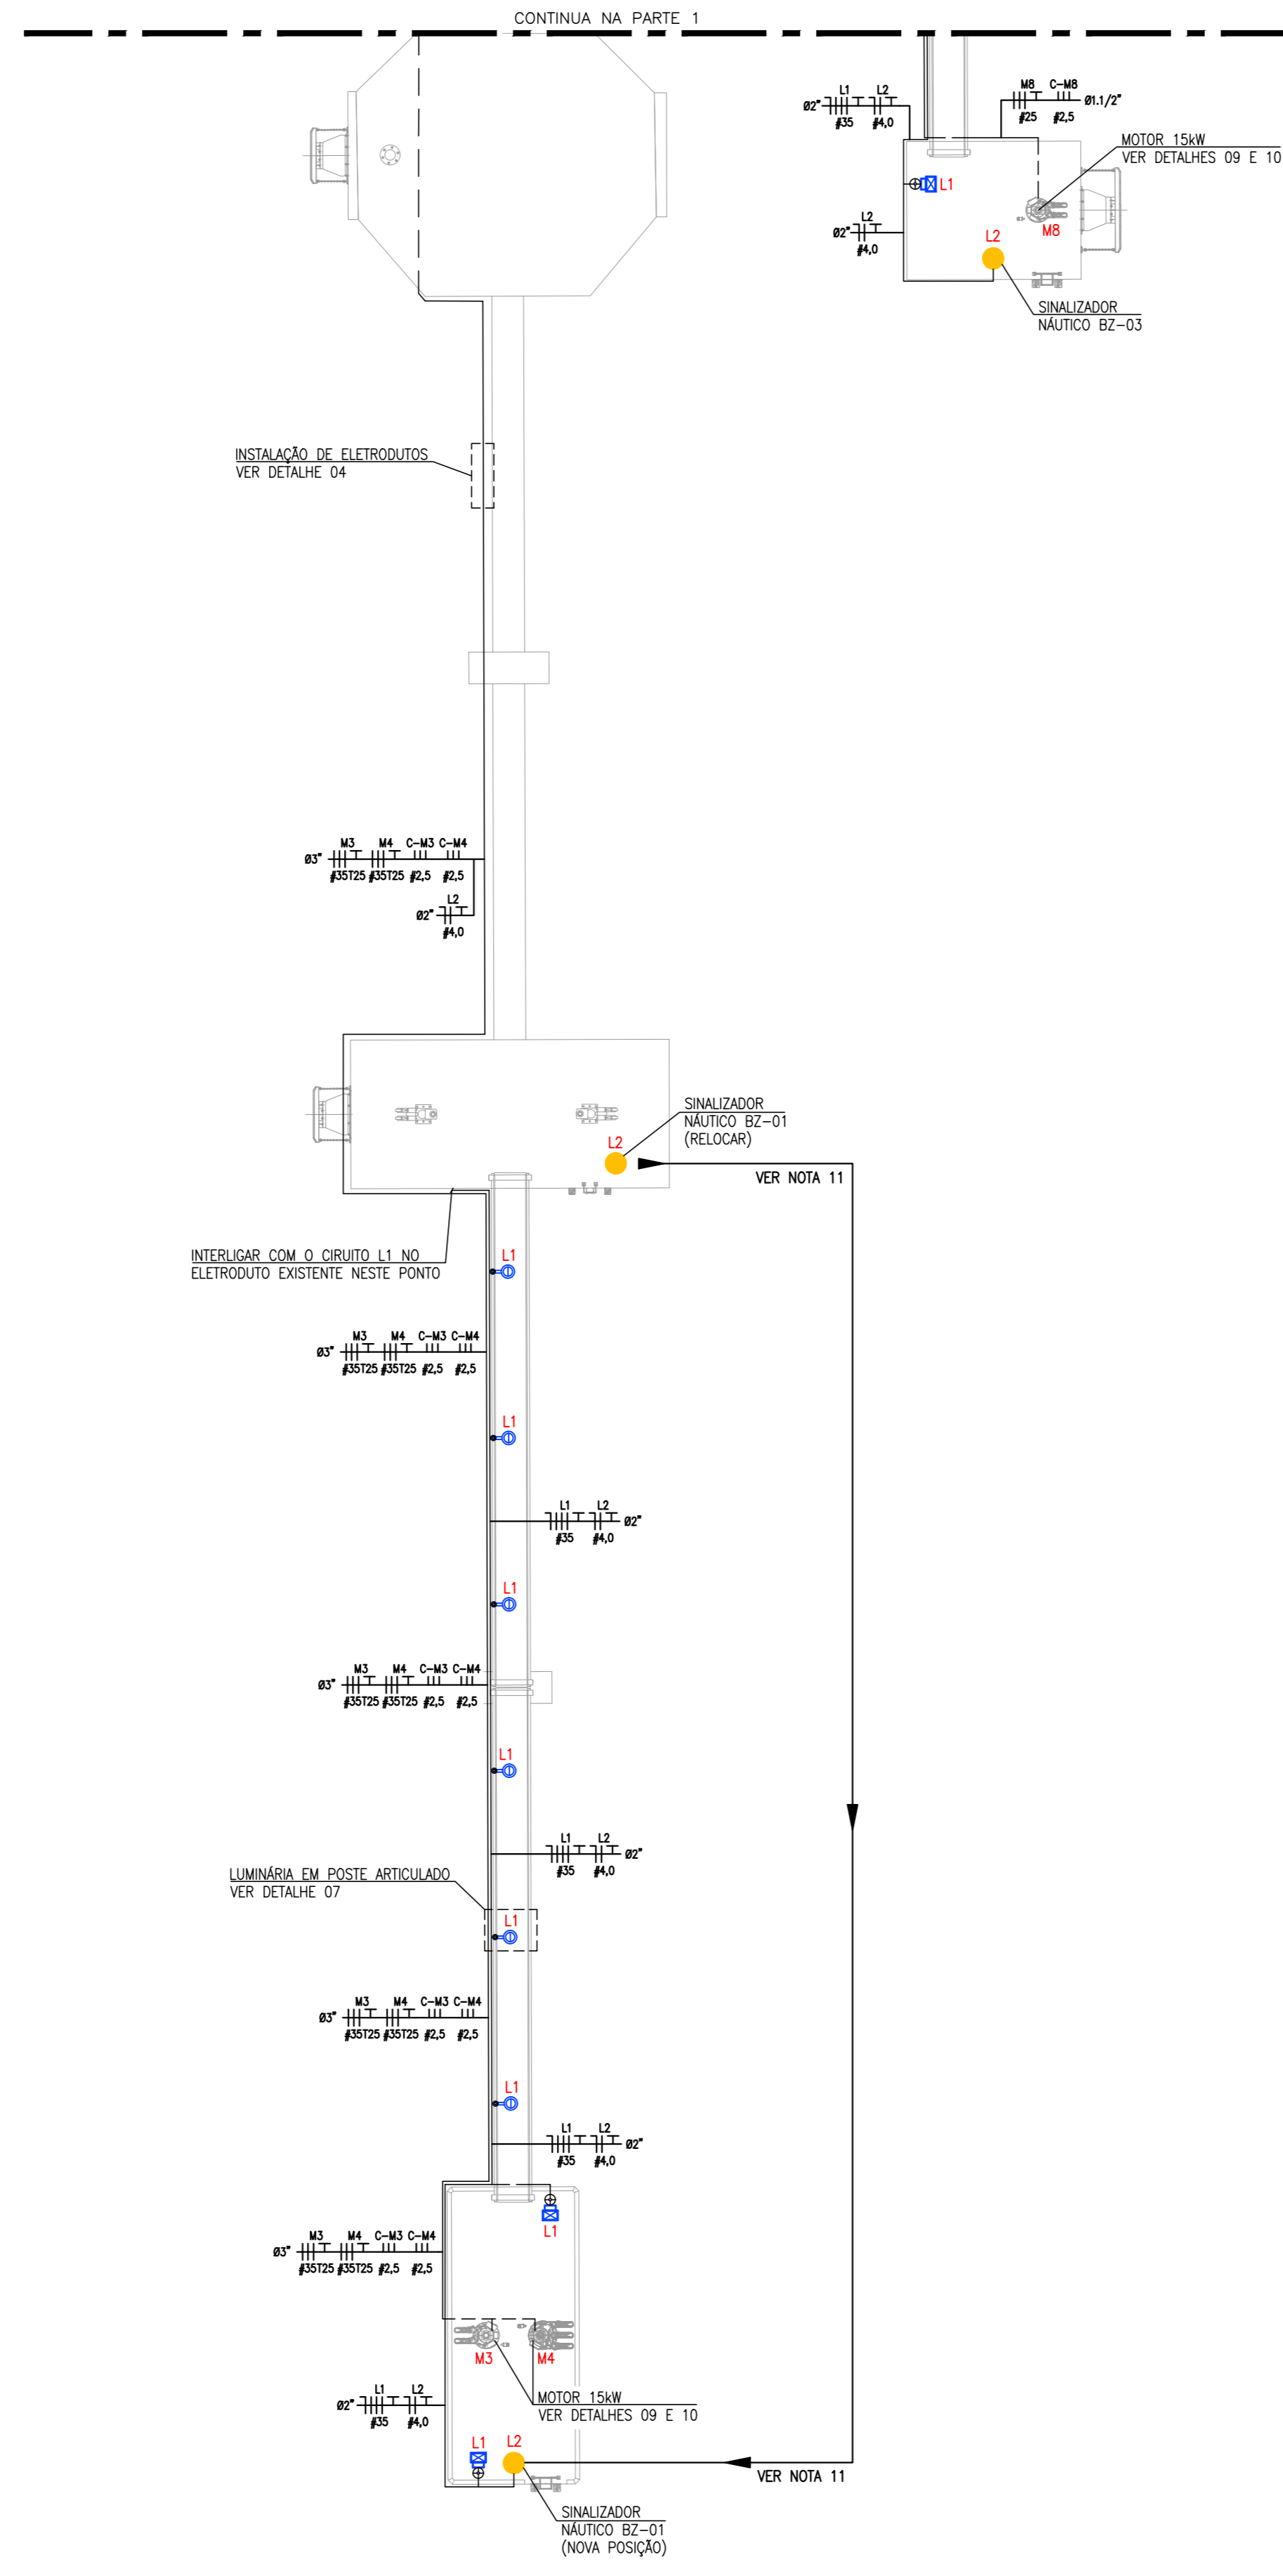 CONTINUA NA PARTE 1
L1 L2
Ø2"
#35 #4,0
M8 C-M8
Ø1.1/2"
#25 #2,5
MOTOR 15kW
VER DETALHES 09 E 10
L1
M8
L2
Ø2"
#4,0
L2
SINALIZADOR
NÁUTICO BZ-03
INSTALAÇÃO DE ELETRODUTOS
VER DETALHE 04
M3 M4 C-M3 C-M4
Ø3"
#35T25 #35T25 #2,5 #2,5
L2
Ø2"
#4,0
SINALIZADOR
NÁUTICO BZ-01
(RELOCAR)
L2
VER NOTA 11
INTERLIGAR COM O CIRUITO L1 NO
ELETRODUTO EXISTENTE NESTE PONTO
L1
M3 M4 C-M3 C-M4
Ø3"
#35T25 #35T25 #2,5 #2,5
L1
L1 L2
Ø2"
#35 #4,0
L1
M3 M4 C-M3 C-M4
Ø3"
#35T25 #35T25 #2,5 #2,5
L1
L1 L2
Ø2"
#35 #4,0
LUMINÁRIA EM POSTE ARTICULADO
VER DETALHE 07
L1
M3 M4 C-M3 C-M4
Ø3"
#35T25 #35T25 #2,5 #2,5
L1
L1 L2
Ø2"
#35 #4,0
L1
M3 M4 C-M3 C-M4
Ø3"
#35T25 #35T25 #2,5 #2,5
M3 M4
MOTOR 15kW
VER DETALHES 09 E 10
L1 L2
Ø2"
#35 #4,0
L1 L2
VER NOTA 11
SINALIZADOR
NÁUTICO BZ-01
(NOVA POSIÇÃO)